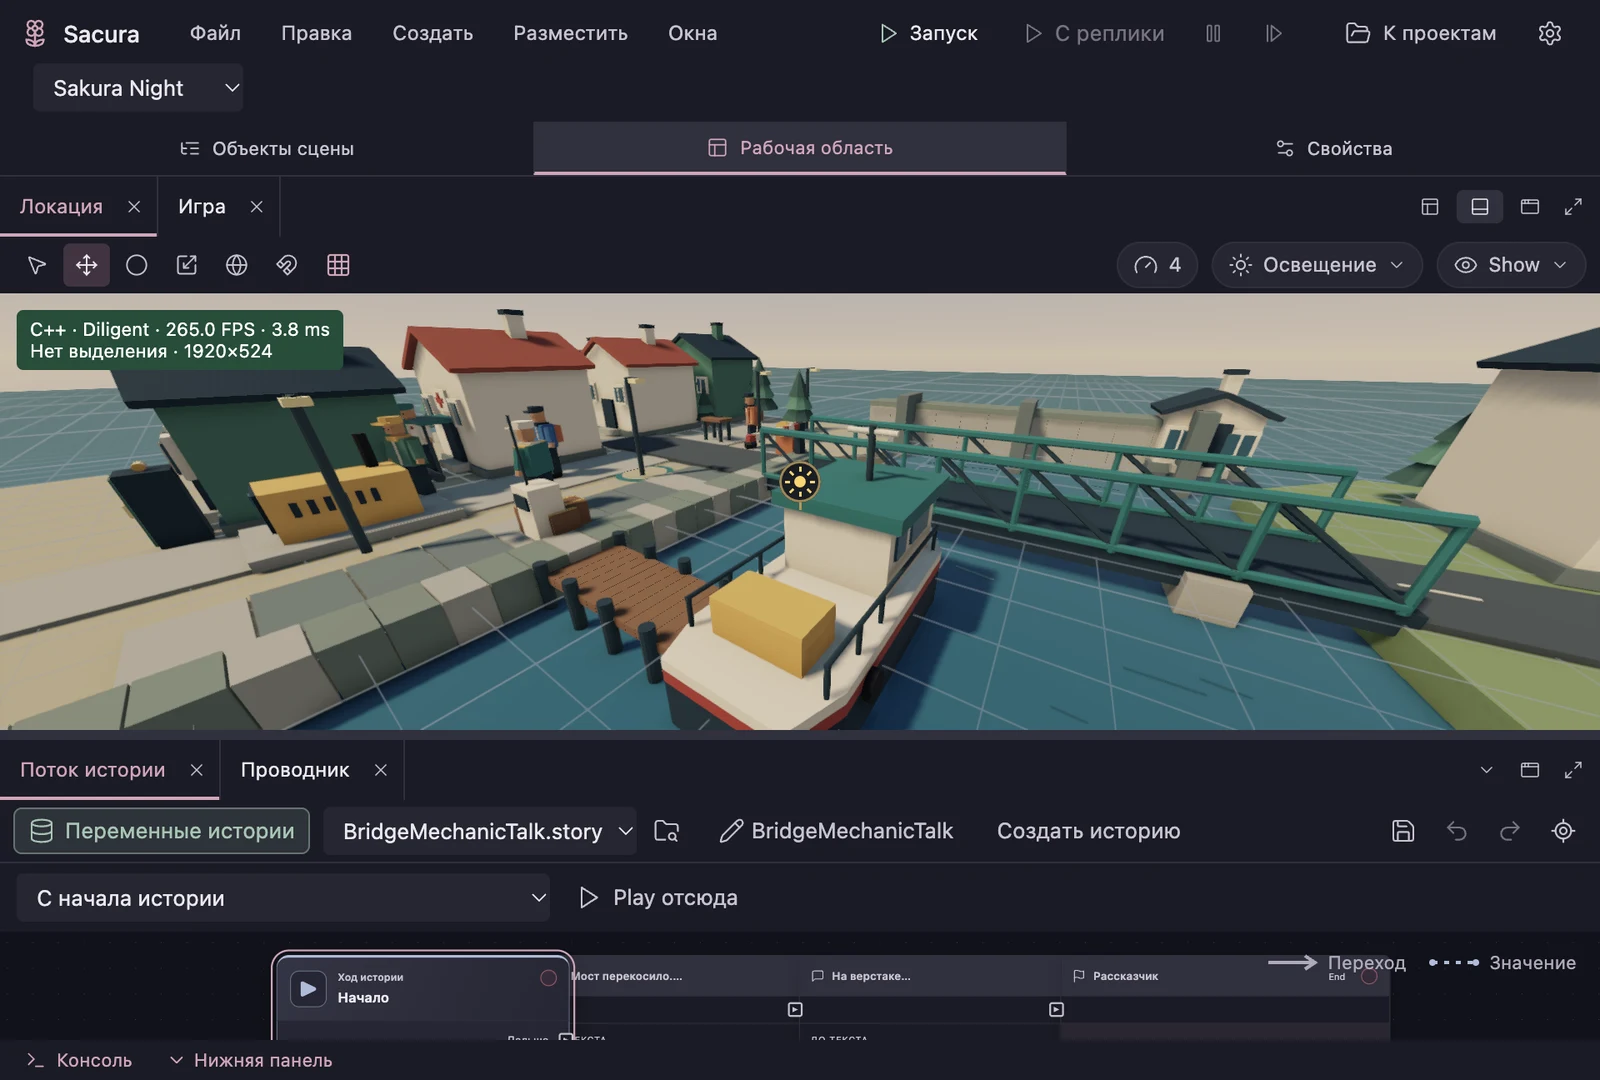 Sacura
Файл
Правка
Создать
Разместить
Окна
Запуск
С реплики
К проектам
Sakura Night
Объекты сцены
Рабочая область
Свойства
Локация
Игра
4
Освещение
Show
C++ · Diligent · 265.0 FPS · 3.8 ms
Нет выделения · 1920×524
Поток истории
Проводник
Переменные истории
BridgeMechanicTalk.story
BridgeMechanicTalk
Создать историю
С начала истории
Play отсюда
Ход истории
Начало
Мост перекосило....
На верстаке...
Рассказчик
End
Переход
Значение
Консоль
Нижняя панель